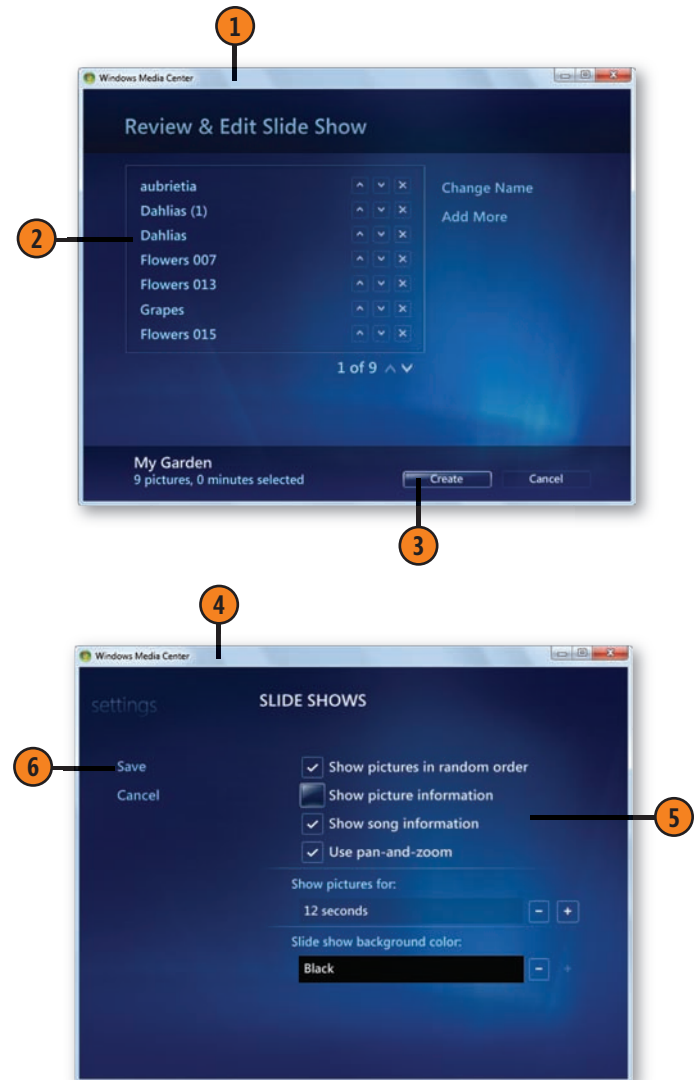 1
Windows Media Center
Review & Edit Slide Show
aubrietia
Dahlias (1)
Dahlias
Flowers 007
Flowers 013
Grapes
Flowers 015
Change Name
Add More
2
1 of 9
My Garden
9 pictures, 0 minutes selected
Create
Cancel
3
4
Windows Media Center
settings
SLIDE SHOWS
6
Save
Cancel
Show pictures in random order
Show picture information
Show song information
Use pan-and-zoom
5
Show pictures for:
12 seconds
Slide show background color:
Black